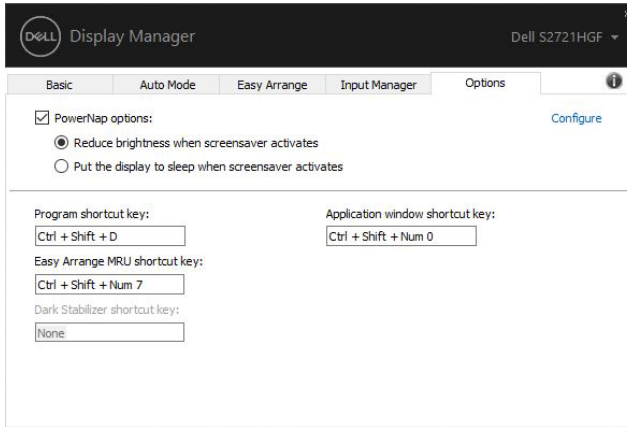 DELL Display Manager
Dell S2721HGF
Basic
Auto Mode
Easy Arrange
Input Manager
Options
PowerNap options:
Configure
Reduce brightness when screensaver activates
Put the display to sleep when screensaver activates
Program shortcut key:
Application window shortcut key:
Ctrl + Shift + D
Ctrl + Shift + Num 0
Easy Arrange MRU shortcut key:
Ctrl + Shift + Num 7
Dark Stabilizer shortcut key:
None